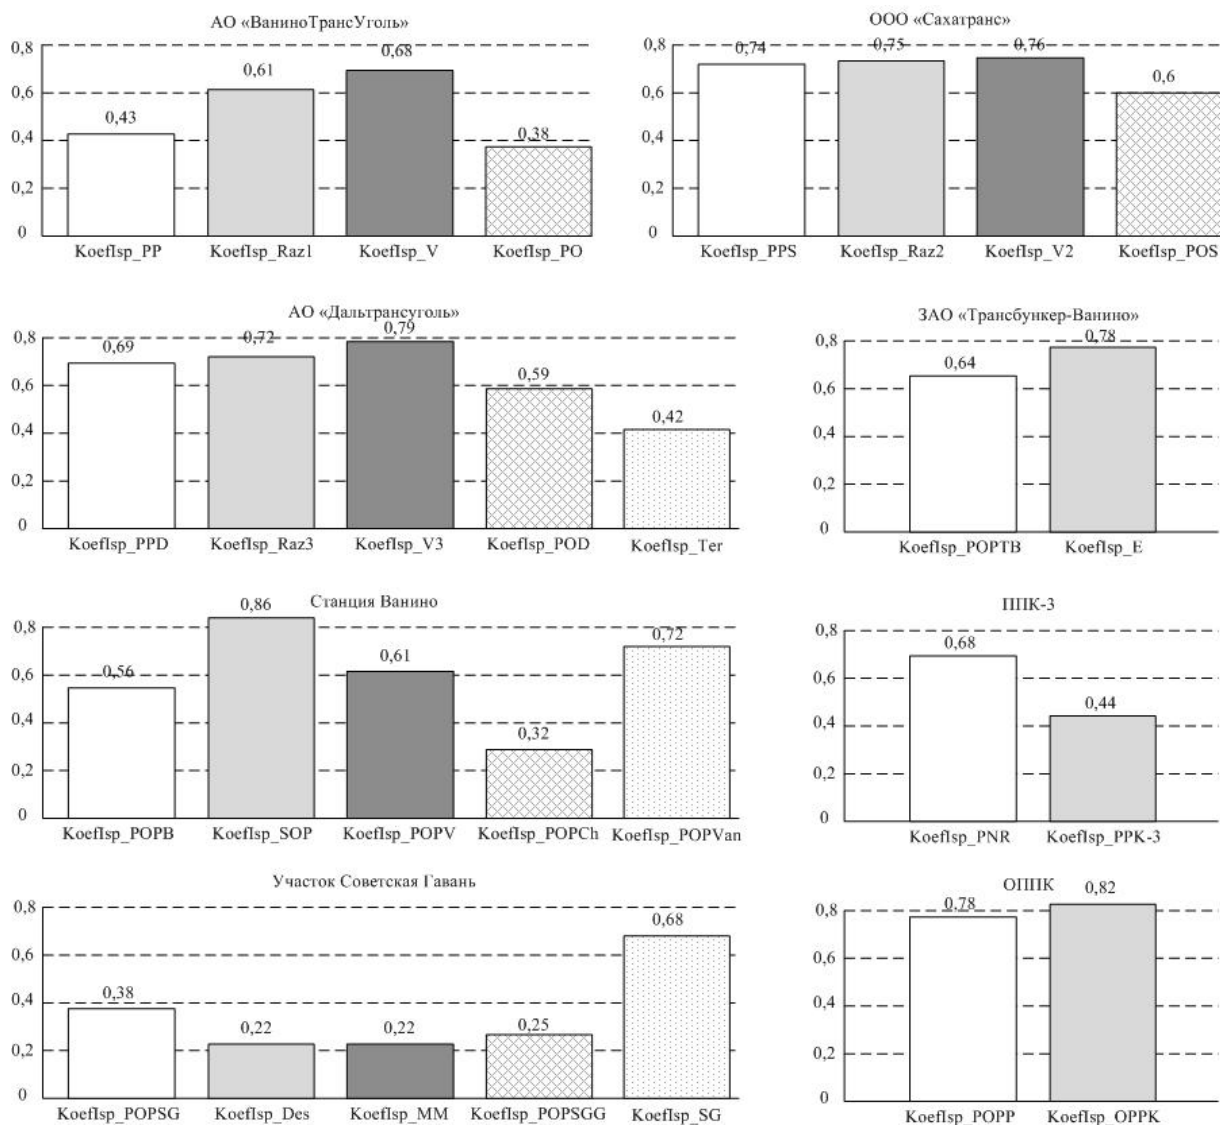 АО «ВаниноТрансУголь»
0,8
0,6
0,4
0,2
0
0,43
0,61
0,68
0,38
KoefIsp_PP
KoefIsp_Raz1
KoefIsp_V
KoefIsp_PO
ООО «Сахатранс»
0,8
0,6
0,4
0,2
0
0,74
0,75
0,76
0,6
KoefIsp_PPS
KoefIsp_Raz2
KoefIsp_V2
KoefIsp_POS
АО «Дальтрансуголь»
0,8
0,6
0,4
0,2
0
0,69
0,72
0,79
0,59
0,42
KoefIsp_PPD
KoefIsp_Raz3
KoefIsp_V3
KoefIsp_POD
KoefIsp_Ter
ЗАО «Трансбункер-Ванино»
0,8
0,6
0,4
0,2
0
0,64
0,78
KoefIsp_POPTB
KoefIsp_E
Станция Ванино
0,8
0,6
0,4
0,2
0
0,56
0,86
0,61
0,32
0,72
KoefIsp_POPB
KoefIsp_SOP
KoefIsp_POPV
KoefIsp_POPCh
KoefIsp_POPVan
ППК-3
0,8
0,6
0,4
0,2
0
0,68
0,44
KoefIsp_PNR
KoefIsp_PPK-3
Участок Советская Гавань
0,8
0,6
0,4
0,2
0
0,38
0,22
0,22
0,25
0,68
KoefIsp_POPSG
KoefIsp_Des
KoefIsp_MM
KoefIsp_POPSGG
KoefIsp_SG
ОППК
0,8
0,6
0,4
0,2
0
0,78
0,82
KoefIsp_POPP
KoefIsp_OPPK